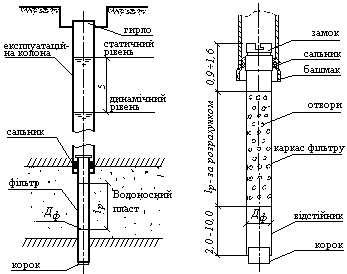 гирло
експлуатацій-
на колона
статичний
рівень
S
динамічний
рівень
сальник
фільтр
Водоносний
пласт
Дф
lр
корок
0,9÷1,6
замок
сальник
башмак
lр-за розрахунком
отвори
каркас фільтру
2.0-10,0
Дф
відстійник
корок